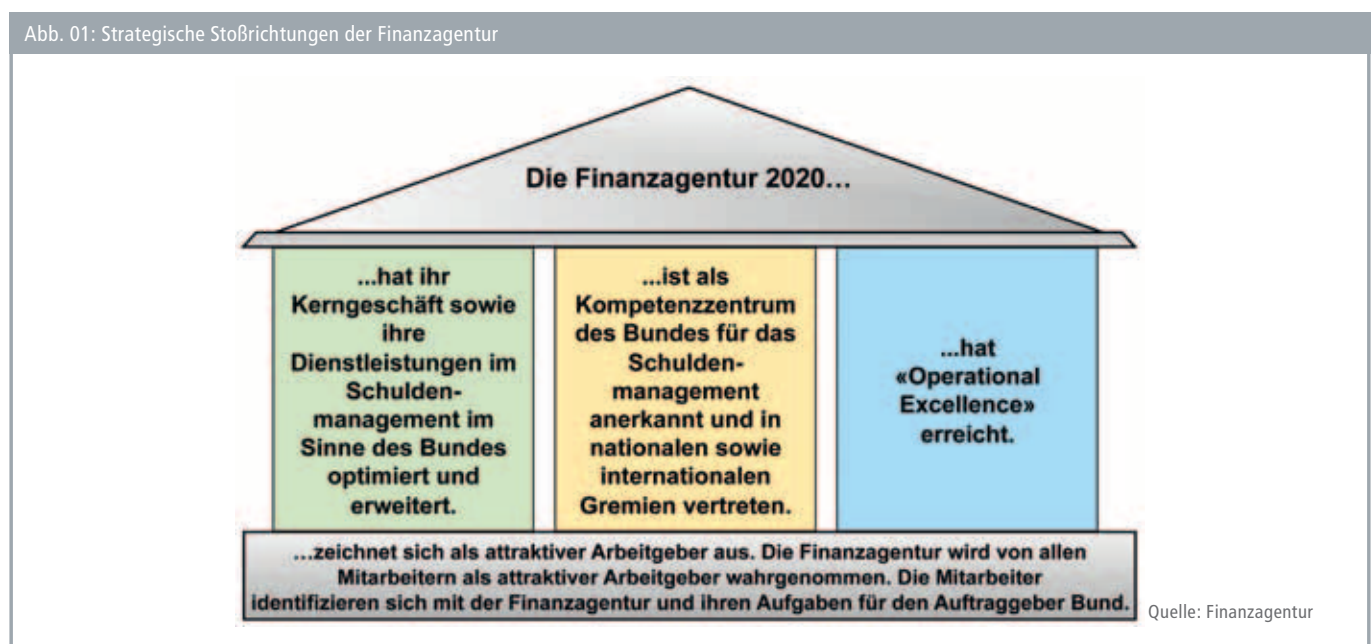 Abb. 01: Strategische Stoßrichtungen der Finanzagentur
Die Finanzagentur 2020...
...hat ihr
Kerngeschäft sowie
ihre
Dienstleistungen im
Schulden-
management im
Sinne des Bundes
optimiert und
erweitert.
...ist als
Kompetenzzentrum
des Bundes für das
Schulden-
management
anerkannt und in
nationalen sowie
internationalen
Gremien vertreten.
...hat
«Operational
Excellence»
erreicht.
...zeichnet sich als attraktiver Arbeitgeber aus. Die Finanzagentur wird von allen
Mitarbeitern als attraktiver Arbeitgeber wahrgenommen. Die Mitarbeiter
identifizieren sich mit der Finanzagentur und ihren Aufgaben für den Auftraggeber Bund.
Quelle: Finanzagentur